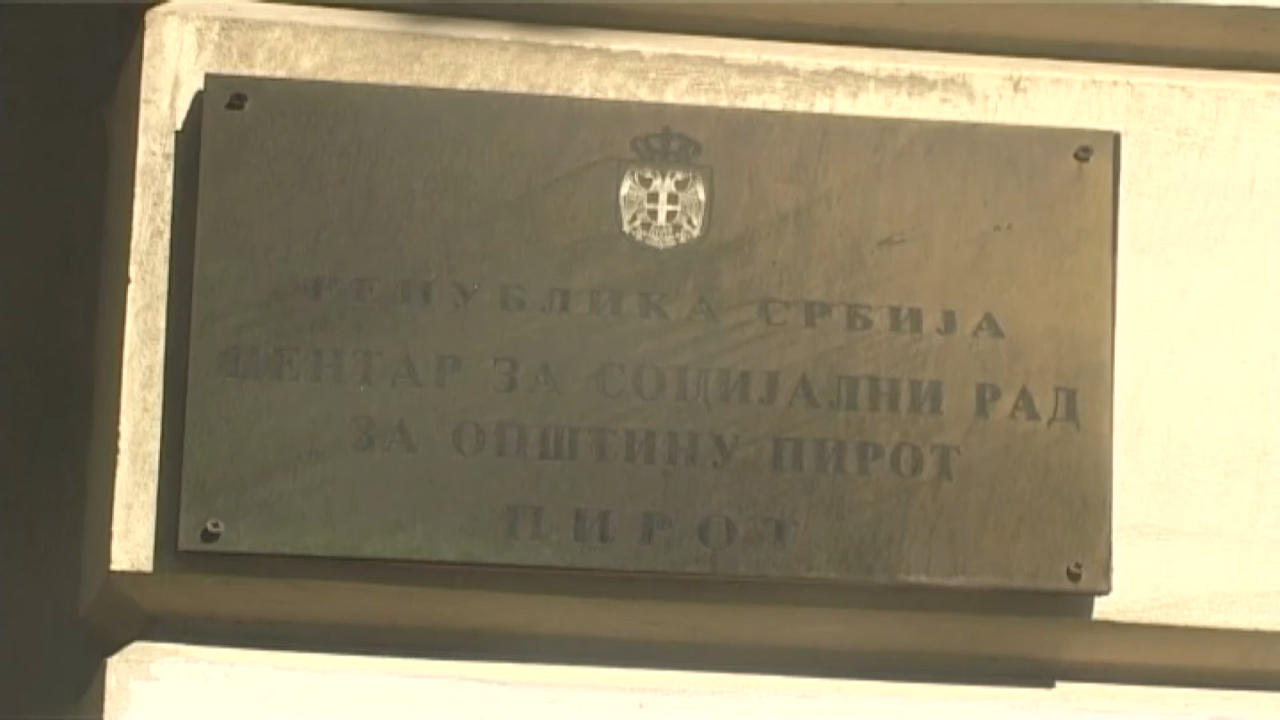 РЕПУБЛИКА СРБИЈА
ЦЕНТАР ЗА СОЦИЈАЛНИ РАД
ЗА ОПШТИНУ ПИРОТ
ПИРОТ